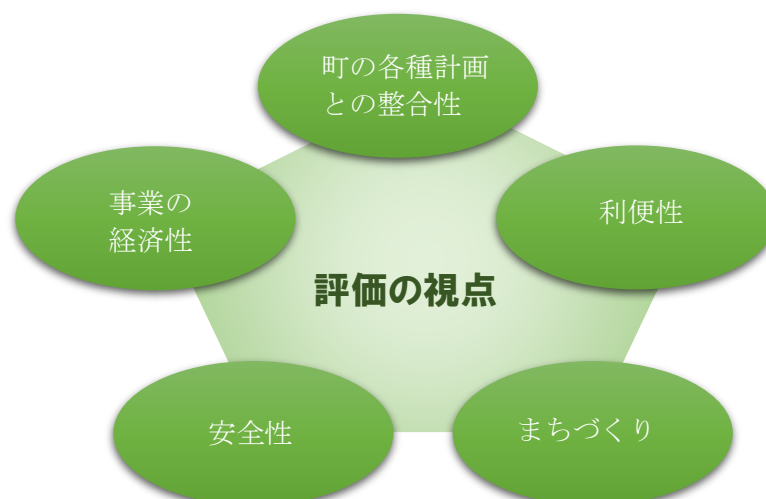 町の各種計画
との整合性
事業の
経済性
利便性
評価の視点
安全性
まちづくり